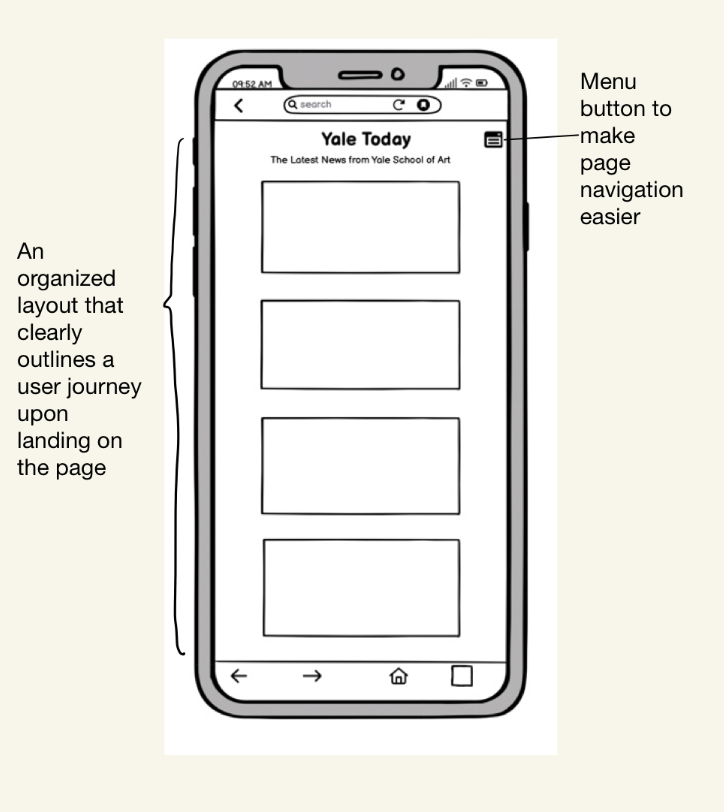 09:52 AM
search
Yale Today
The Latest News from Yale School of Art
Menu
button to
make
page
navigation
easier
An
organized
layout that
clearly
outlines a
user journey
upon
landing on
the page